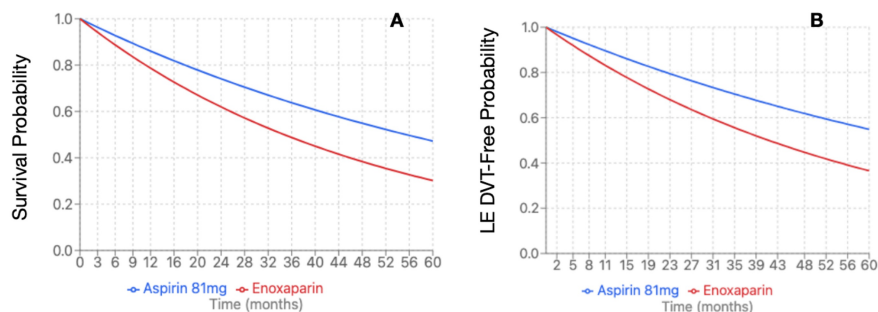 A
Survival Probability
1.0
0.8
0.6
0.4
0.2
0.0
0 3 6 9 12 16 20 24 28 32 36 40 44 48 52 56 60
Aspirin 81mg Enoxaparin
Time (months)
B
LE DVT-Free Probability
1.0
0.8
0.6
0.4
0.2
0.0
2 5 8 11 15 19 23 27 31 35 39 43 48 52 56 60
Aspirin 81mg Enoxaparin
Time (months)